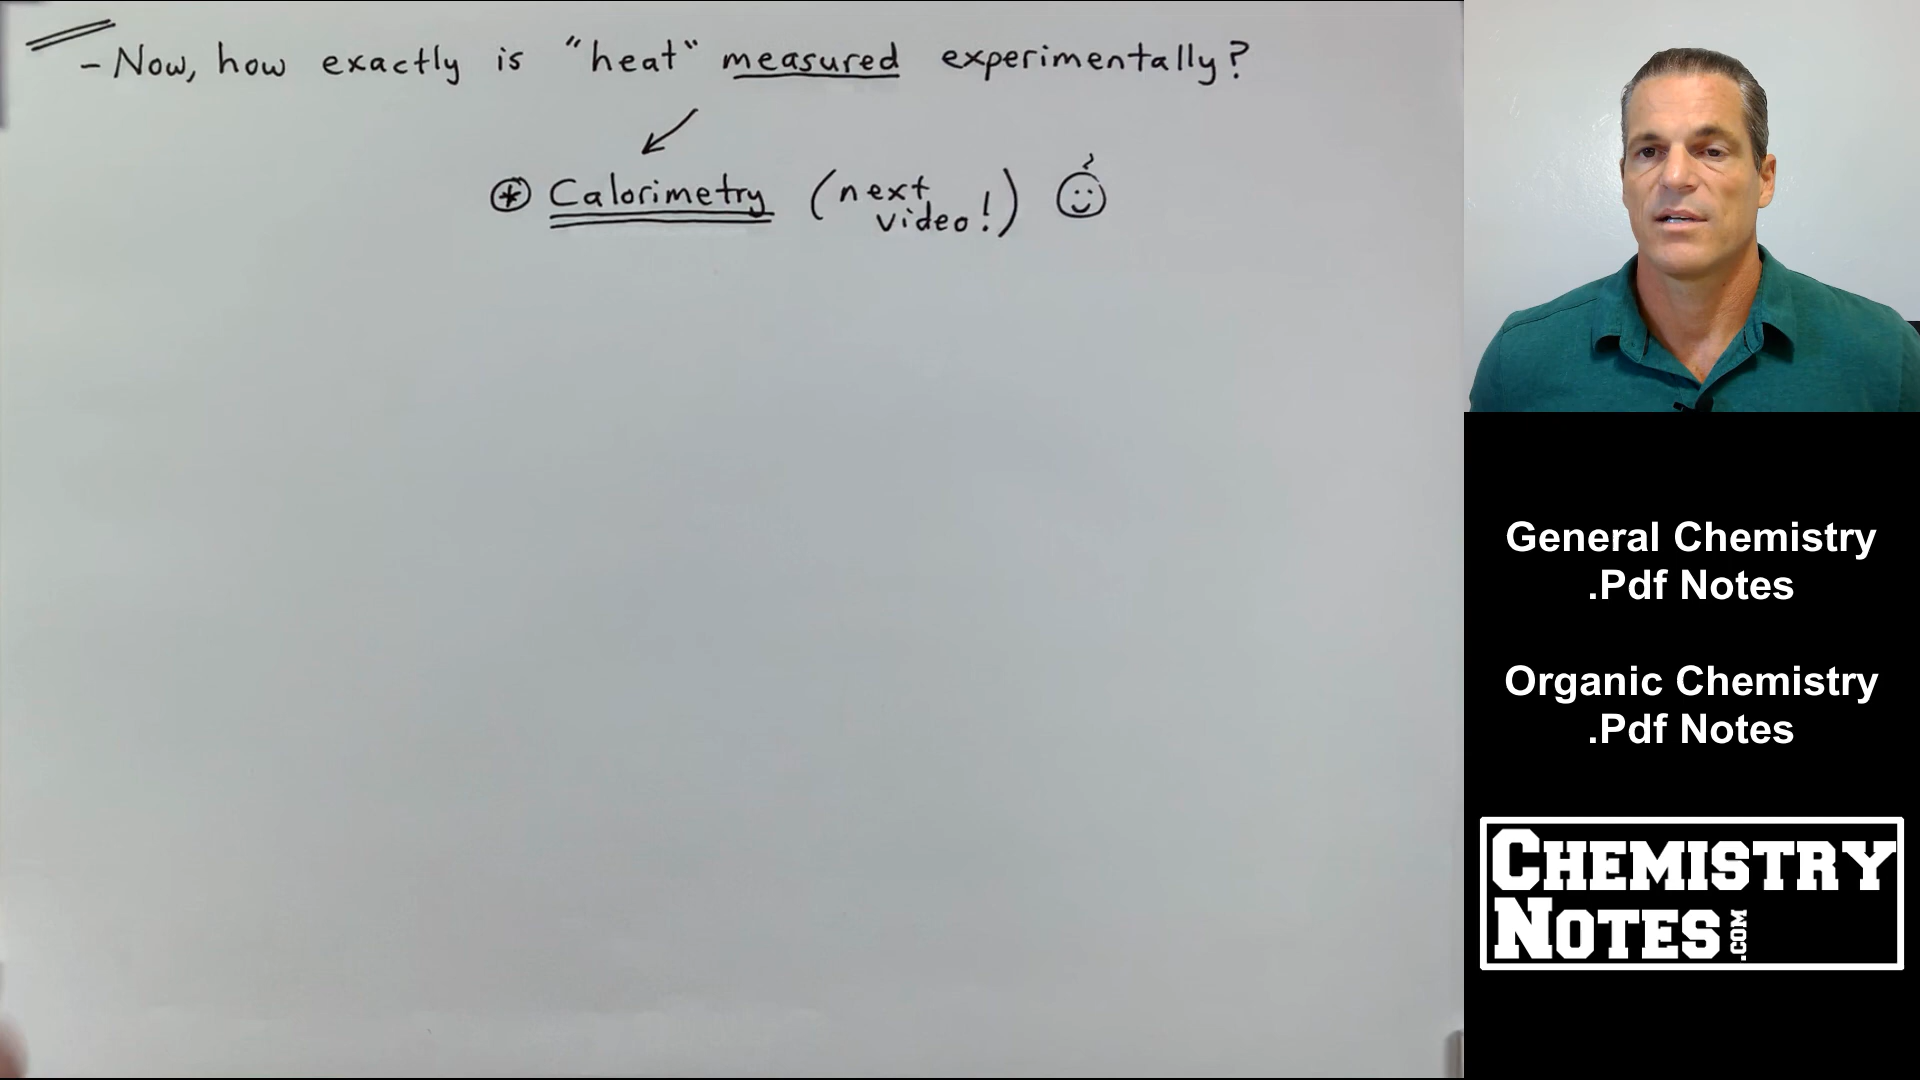 - Now, how exactly is "heat" measured experimentally?
* Calorimetry (next
video!)
General Chemistry
.Pdf Notes
Organic Chemistry
.Pdf Notes
CHEMISTRY
NOTES.COM